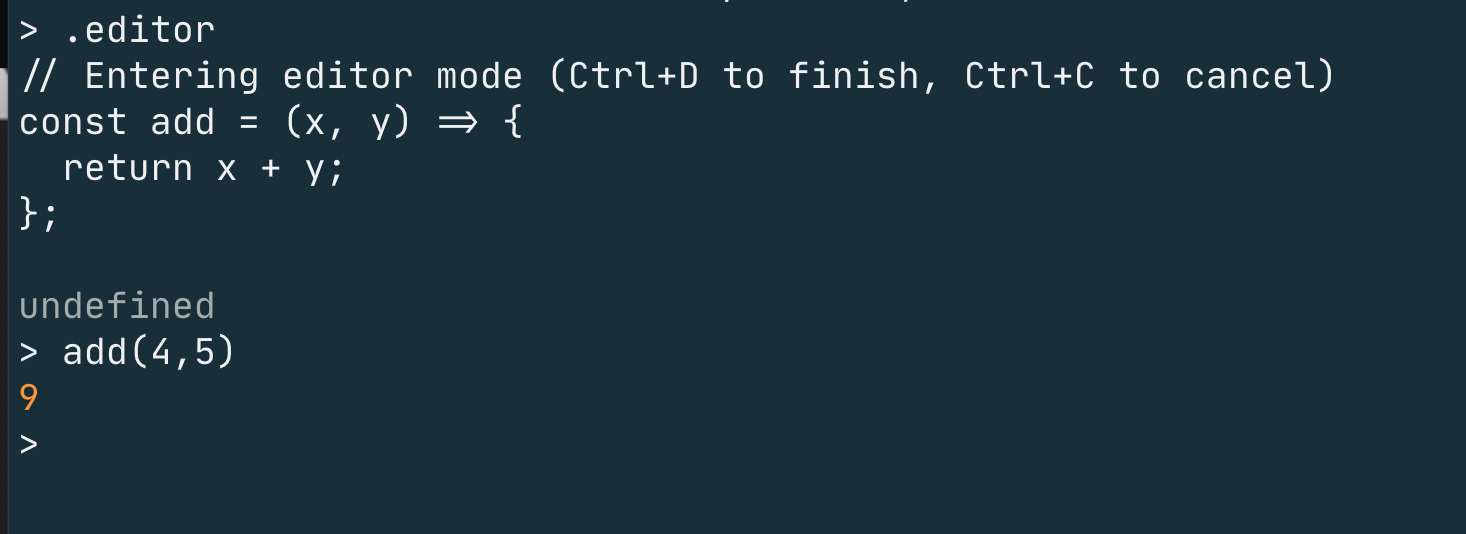 > .editor
// Entering editor mode (Ctrl+D to finish, Ctrl+C to cancel)
const add = (x, y) => {
  return x + y;
};
undefined
> add(4,5)
9
>